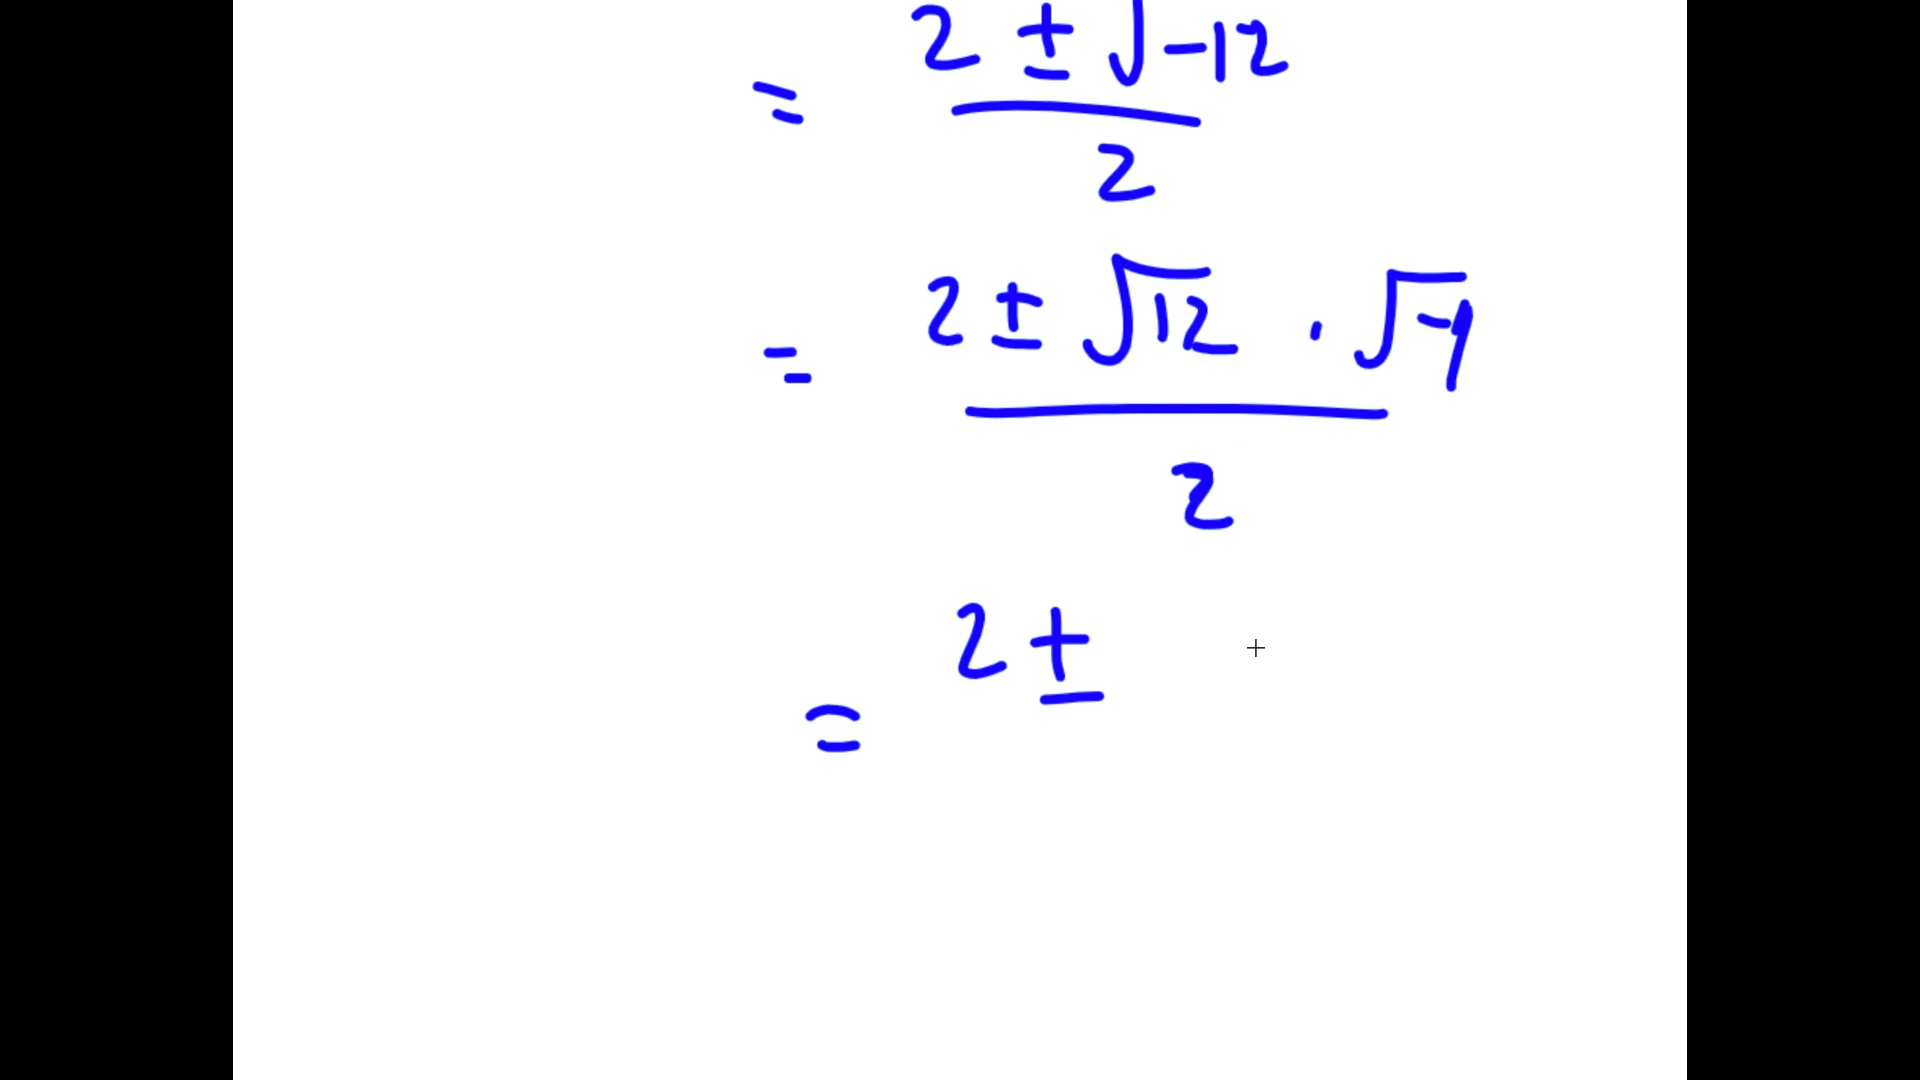 = 2 ± √-12
2
= 2 ± √12 · √-1
2
= 2 ±